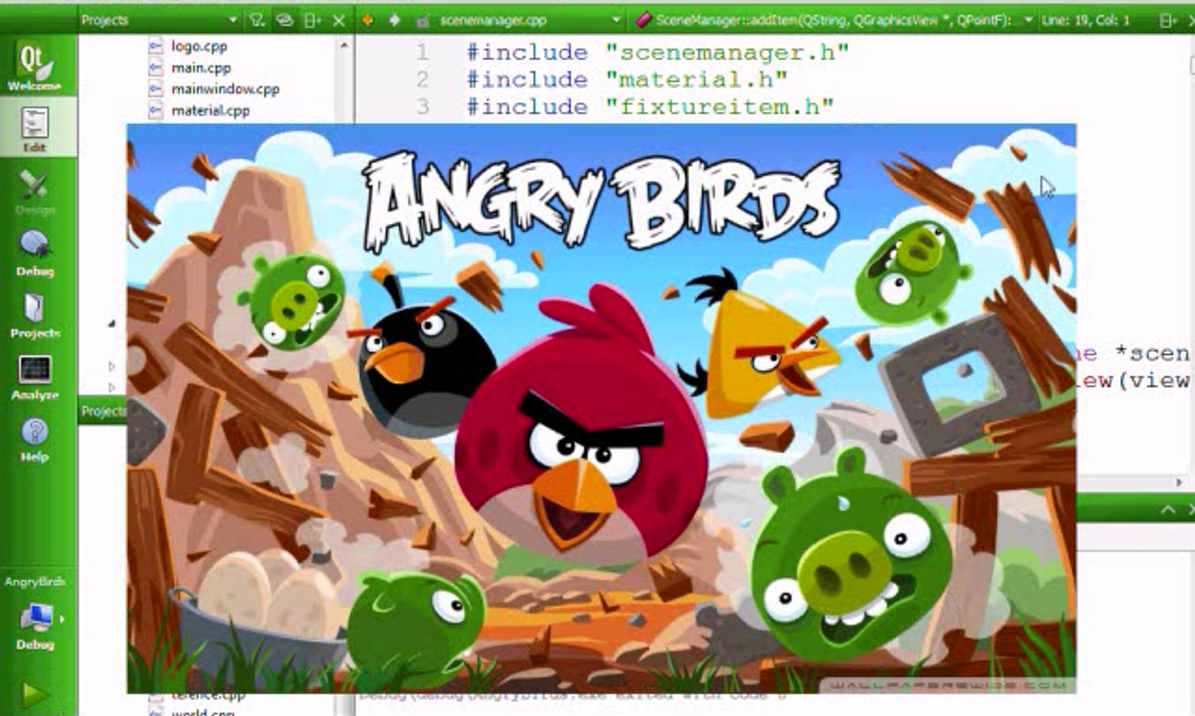 Projects
scenemanager.cpp
SceneManager::addItem(QString, QGraphicsView *, QPointF):
Line: 19, Col: 1
Qt
Welcome
Edit
Design
Debug
Projects
Analyze
Help
AngryBirds
Debug
logo.cpp
main.cpp
mainwindow.cpp
material.cpp
Projects
terence.cpp
world.cpp
1 #include "scenemanager.h"
2 #include "material.h"
3 #include "fixtureitem.h"
ne *scen
iew(view
ANGRY BIRDS
WALLPAPERSWIDE.COM
Debug\debug\AngryBirds.exe exited with code 0